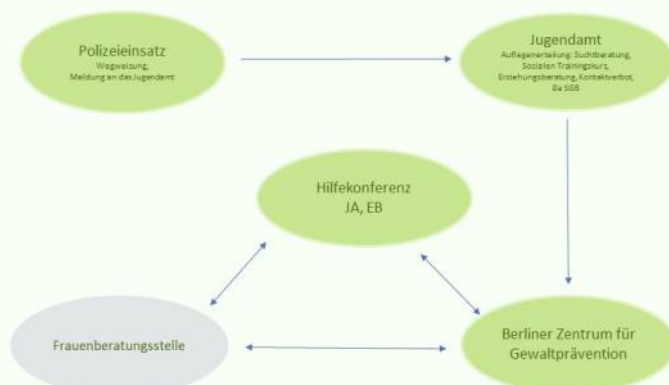 Polizeieinsatz
Wegweisung,
Meldung an das Jugendamt
Jugendamt
Auflagenerteilung: Suchtberatung,
Sozialen Trainingskurs,
Erziehungsberatung, Kontaktverbot,
8a SGB
Hilfekonferenz
JA, EB
Frauenberatungsstelle
Berliner Zentrum für
Gewaltprävention